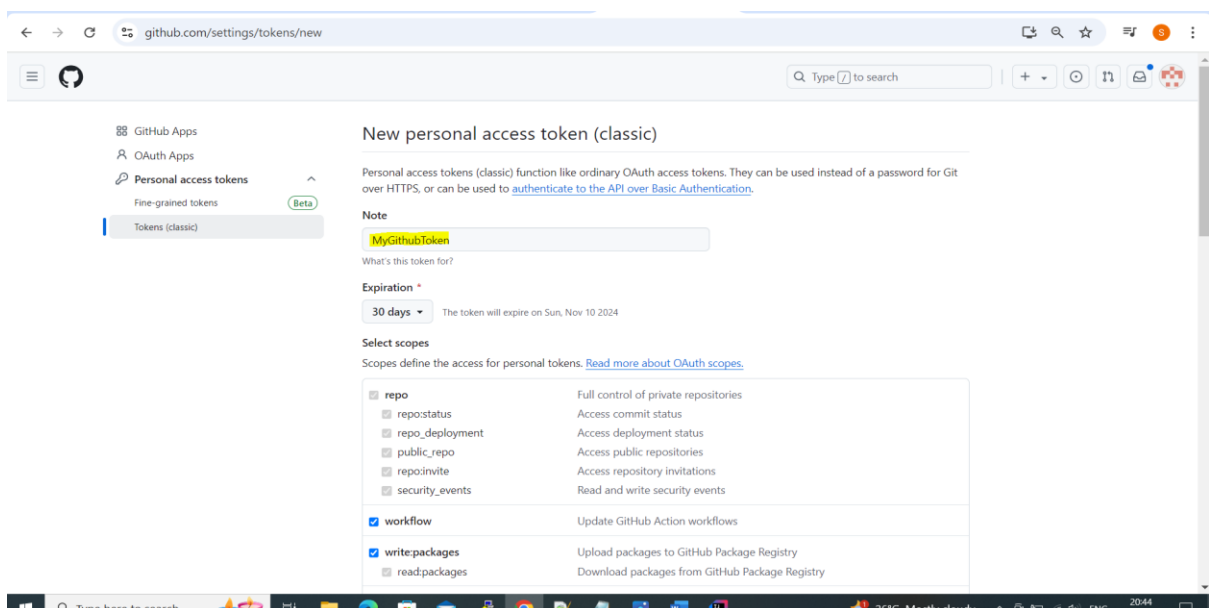 github.com/settings/tokens/new
S
Type / to search
GitHub Apps
OAuth Apps
Personal access tokens
Fine-grained tokens Beta
Tokens (classic)
New personal access token (classic)
Personal access tokens (classic) function like ordinary OAuth access tokens. They can be used instead of a password for Git
over HTTPS, or can be used to authenticate to the API over Basic Authentication.
Note
MyGithubToken
What's this token for?
Expiration *
30 days The token will expire on Sun, Nov 10 2024
Select scopes
Scopes define the access for personal tokens. Read more about OAuth scopes.
repo Full control of private repositories
repo:status Access commit status
repo_deployment Access deployment status
public_repo Access public repositories
repo:invite Access repository invitations
security_events Read and write security events
workflow Update GitHub Action workflows
write:packages Upload packages to GitHub Package Registry
read:packages Download packages from GitHub Package Registry
Type here to search
Mostly cloudy
ENG
20:44